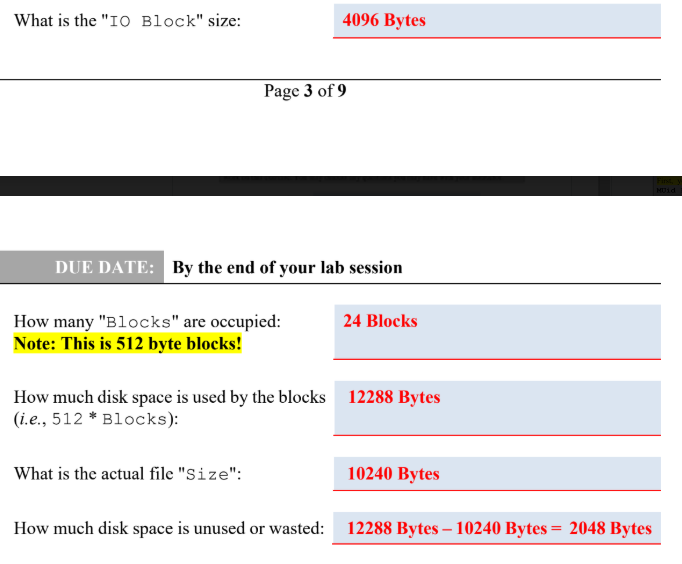 What is the "IO Block" size: 4096 Bytes
Page 3 of 9
DUE DATE: By the end of your lab session
How many "Blocks" are occupied: 24 Blocks
Note: This is 512 byte blocks!
How much disk space is used by the blocks 12288 Bytes
(i.e., 512 * Blocks):
What is the actual file "Size": 10240 Bytes
How much disk space is unused or wasted: 12288 Bytes – 10240 Bytes = 2048 Bytes